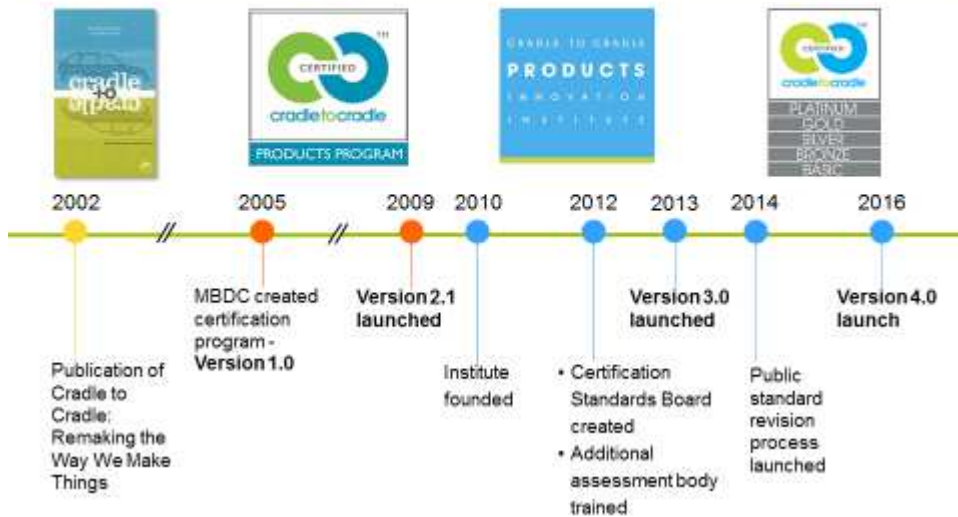 cradle
to
cradle
TM
CERTIFIED
cradletocradle
PRODUCTS PROGRAM
CRADLE TO CRADLE
PRODUCTS
INNOVATION
INSTITUTE
TM
CERTIFIED
cradletocradle
PLATINUM
GOLD
SILVER
BRONZE
BASIC
2002
2005
2009
2010
2012
2013
2014
2016
MBDC created
certification
program -
Version 1.0
Version 2.1
launched
Version 3.0
launched
Version 4.0
launch
Publication of
Cradle to
Cradle:
Remaking the
Way We Make
Things
Institute
founded
• Certification
Standards Board
created
• Additional
assessment body
trained
Public
standard
revision
process
launched